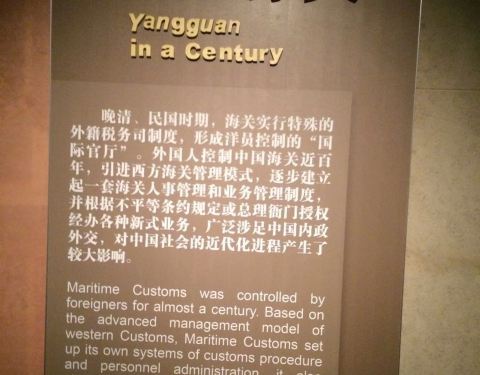 Yangguan
in a Century
晚清、民国时期，海关实行特殊的
外籍税务司制度，形成洋员控制的“国
际官厅”。外国人控制中国海关近百
年，引进西方海关管理模式，逐步建立
起一套海关人事管理和业务管理制度，
并根据不平等条约规定或总理衙门授权
经办各种新式业务，广泛涉足中国内政
外交，对中国社会的近代化进程产生了
较大影响。
Maritime Customs was controlled by
foreigners for almost a century. Based on
the advanced management model of
western Customs, Maritime Customs set
up its own systems of customs procedure
and personnel administration, it also